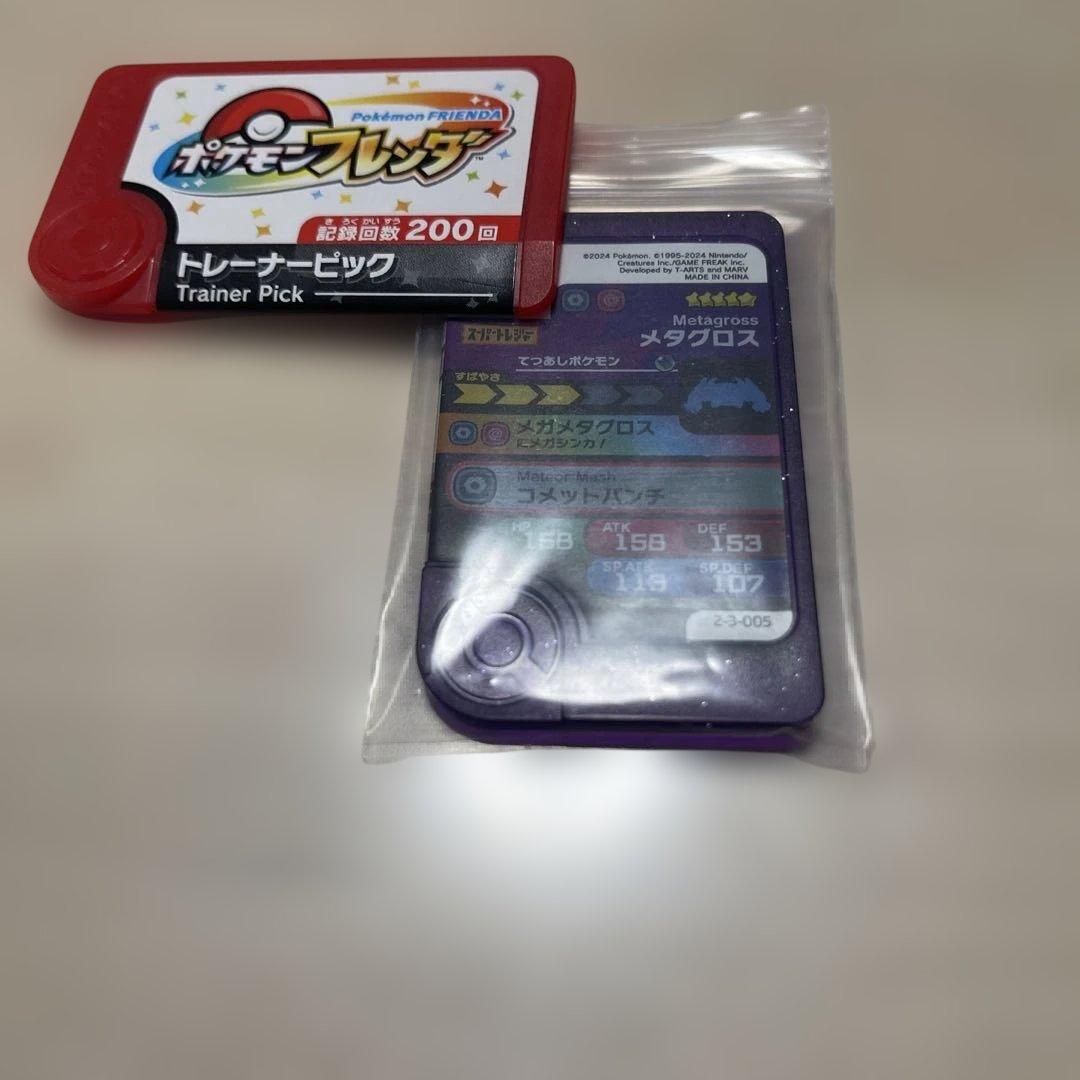 Pokémon FRIENDA
ポケモンフレンダ
TM
きろくかいすう
記録回数 200回
トレーナーピック
Trainer Pick
©2024 Pokémon. ©1995-2024 Nintendo/
Creatures Inc./GAME FREAK inc.
Developed by T-ARTS and MARV
MADE IN CHINA
Metagross
スーパートレジャー
メタグロス
てつあしポケモン
すばやさ
メガメタグロス
にメガシンカ！
Meteor Mash
コメットパンチ
HP 158 ATK 158 DEF 153
SP.ATK 113 SP.DEF 107
2-3-005